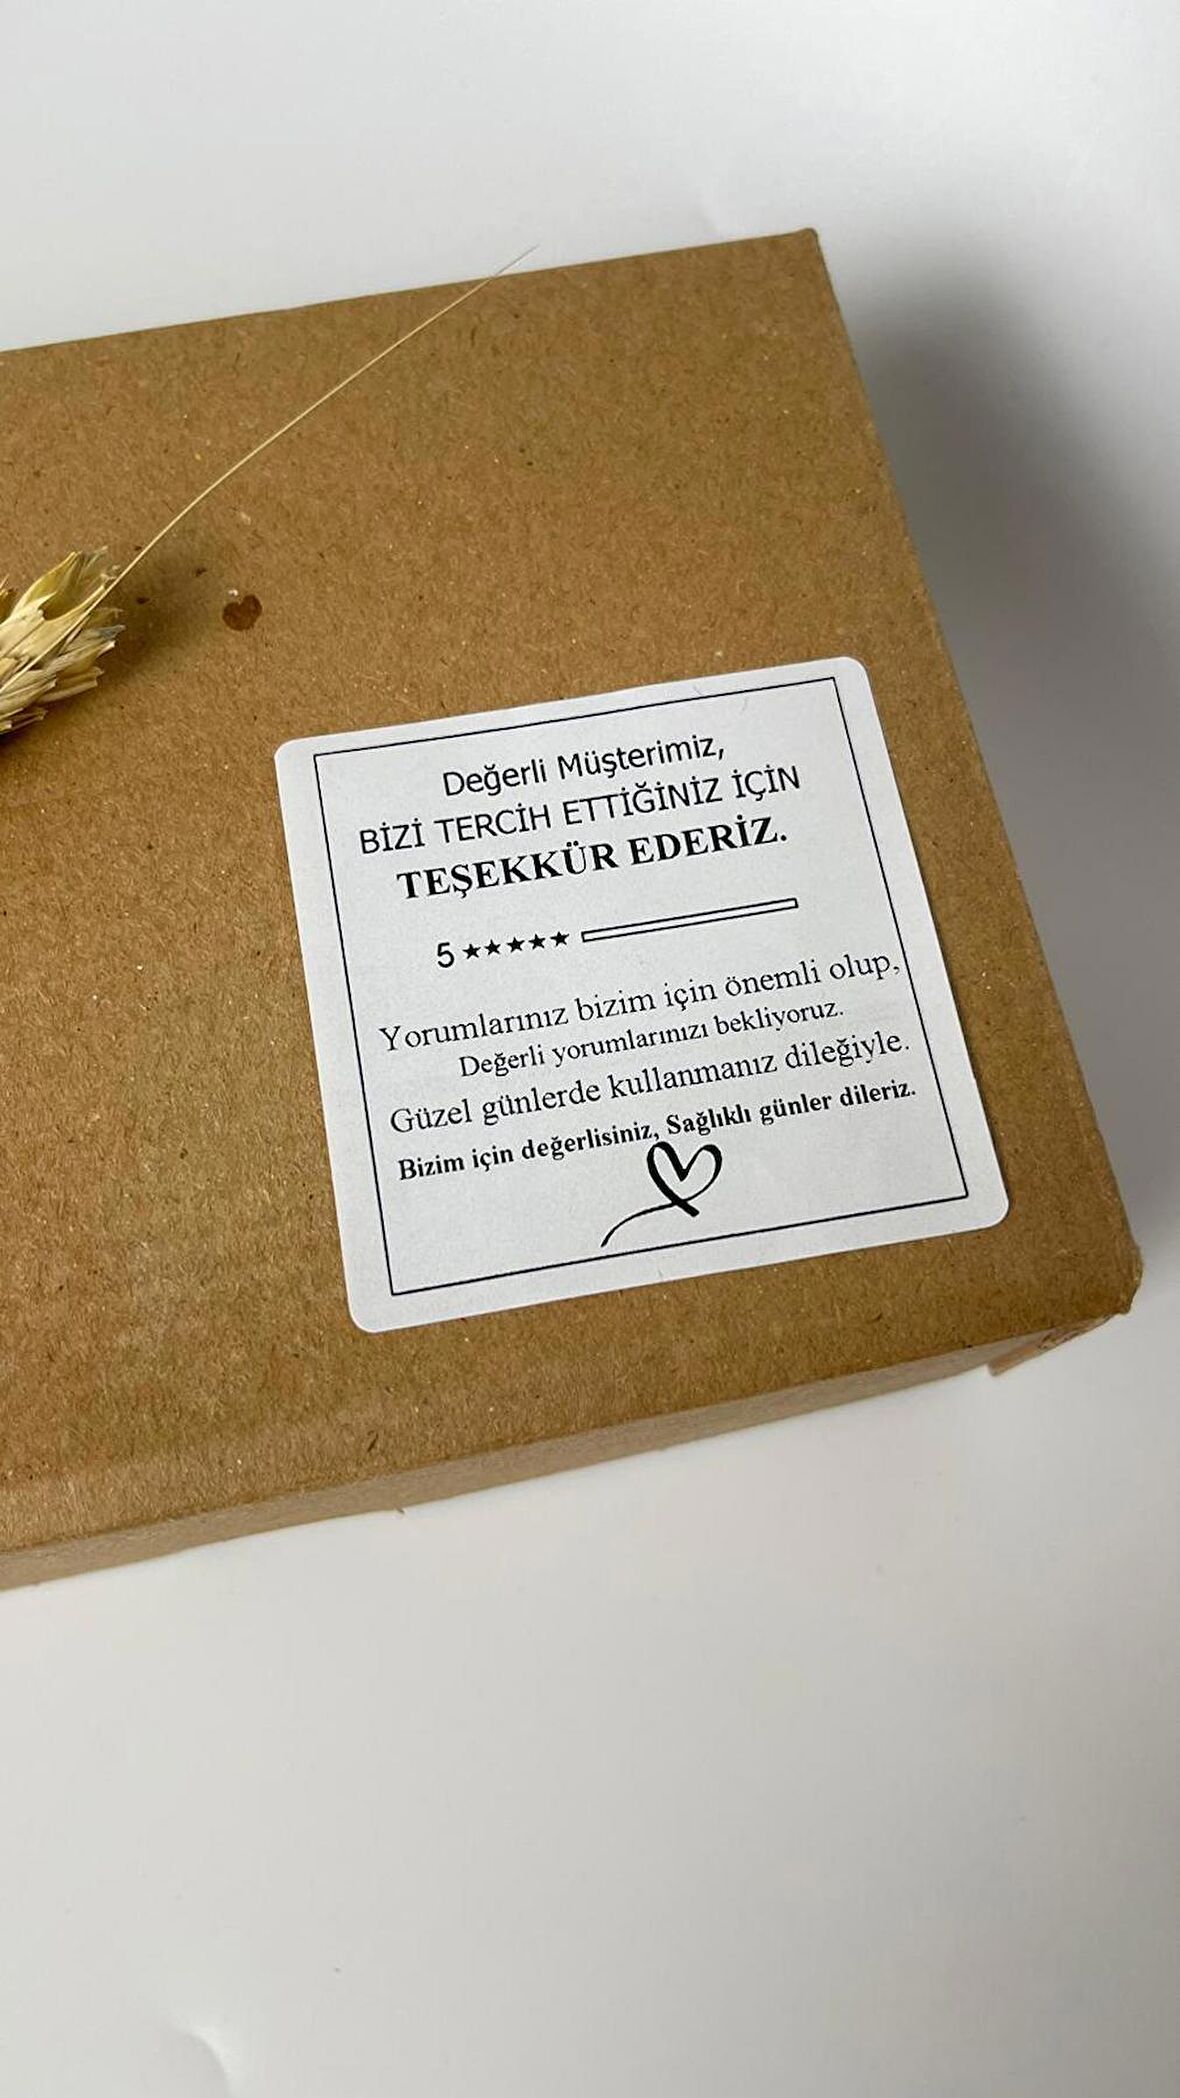 Değerli Müşterimiz,
BİZİ TERCİH ETTİĞİNİZ İÇİN
TEŞEKKÜR EDERİZ.
5 ★★★★★
Yorumlarınız bizim için önemli olup,
Değerli yorumlarınızı bekliyoruz.
Güzel günlerde kullanmanız dileğiyle.
Bizim için değerlisiniz, Sağlıklı günler dileriz.